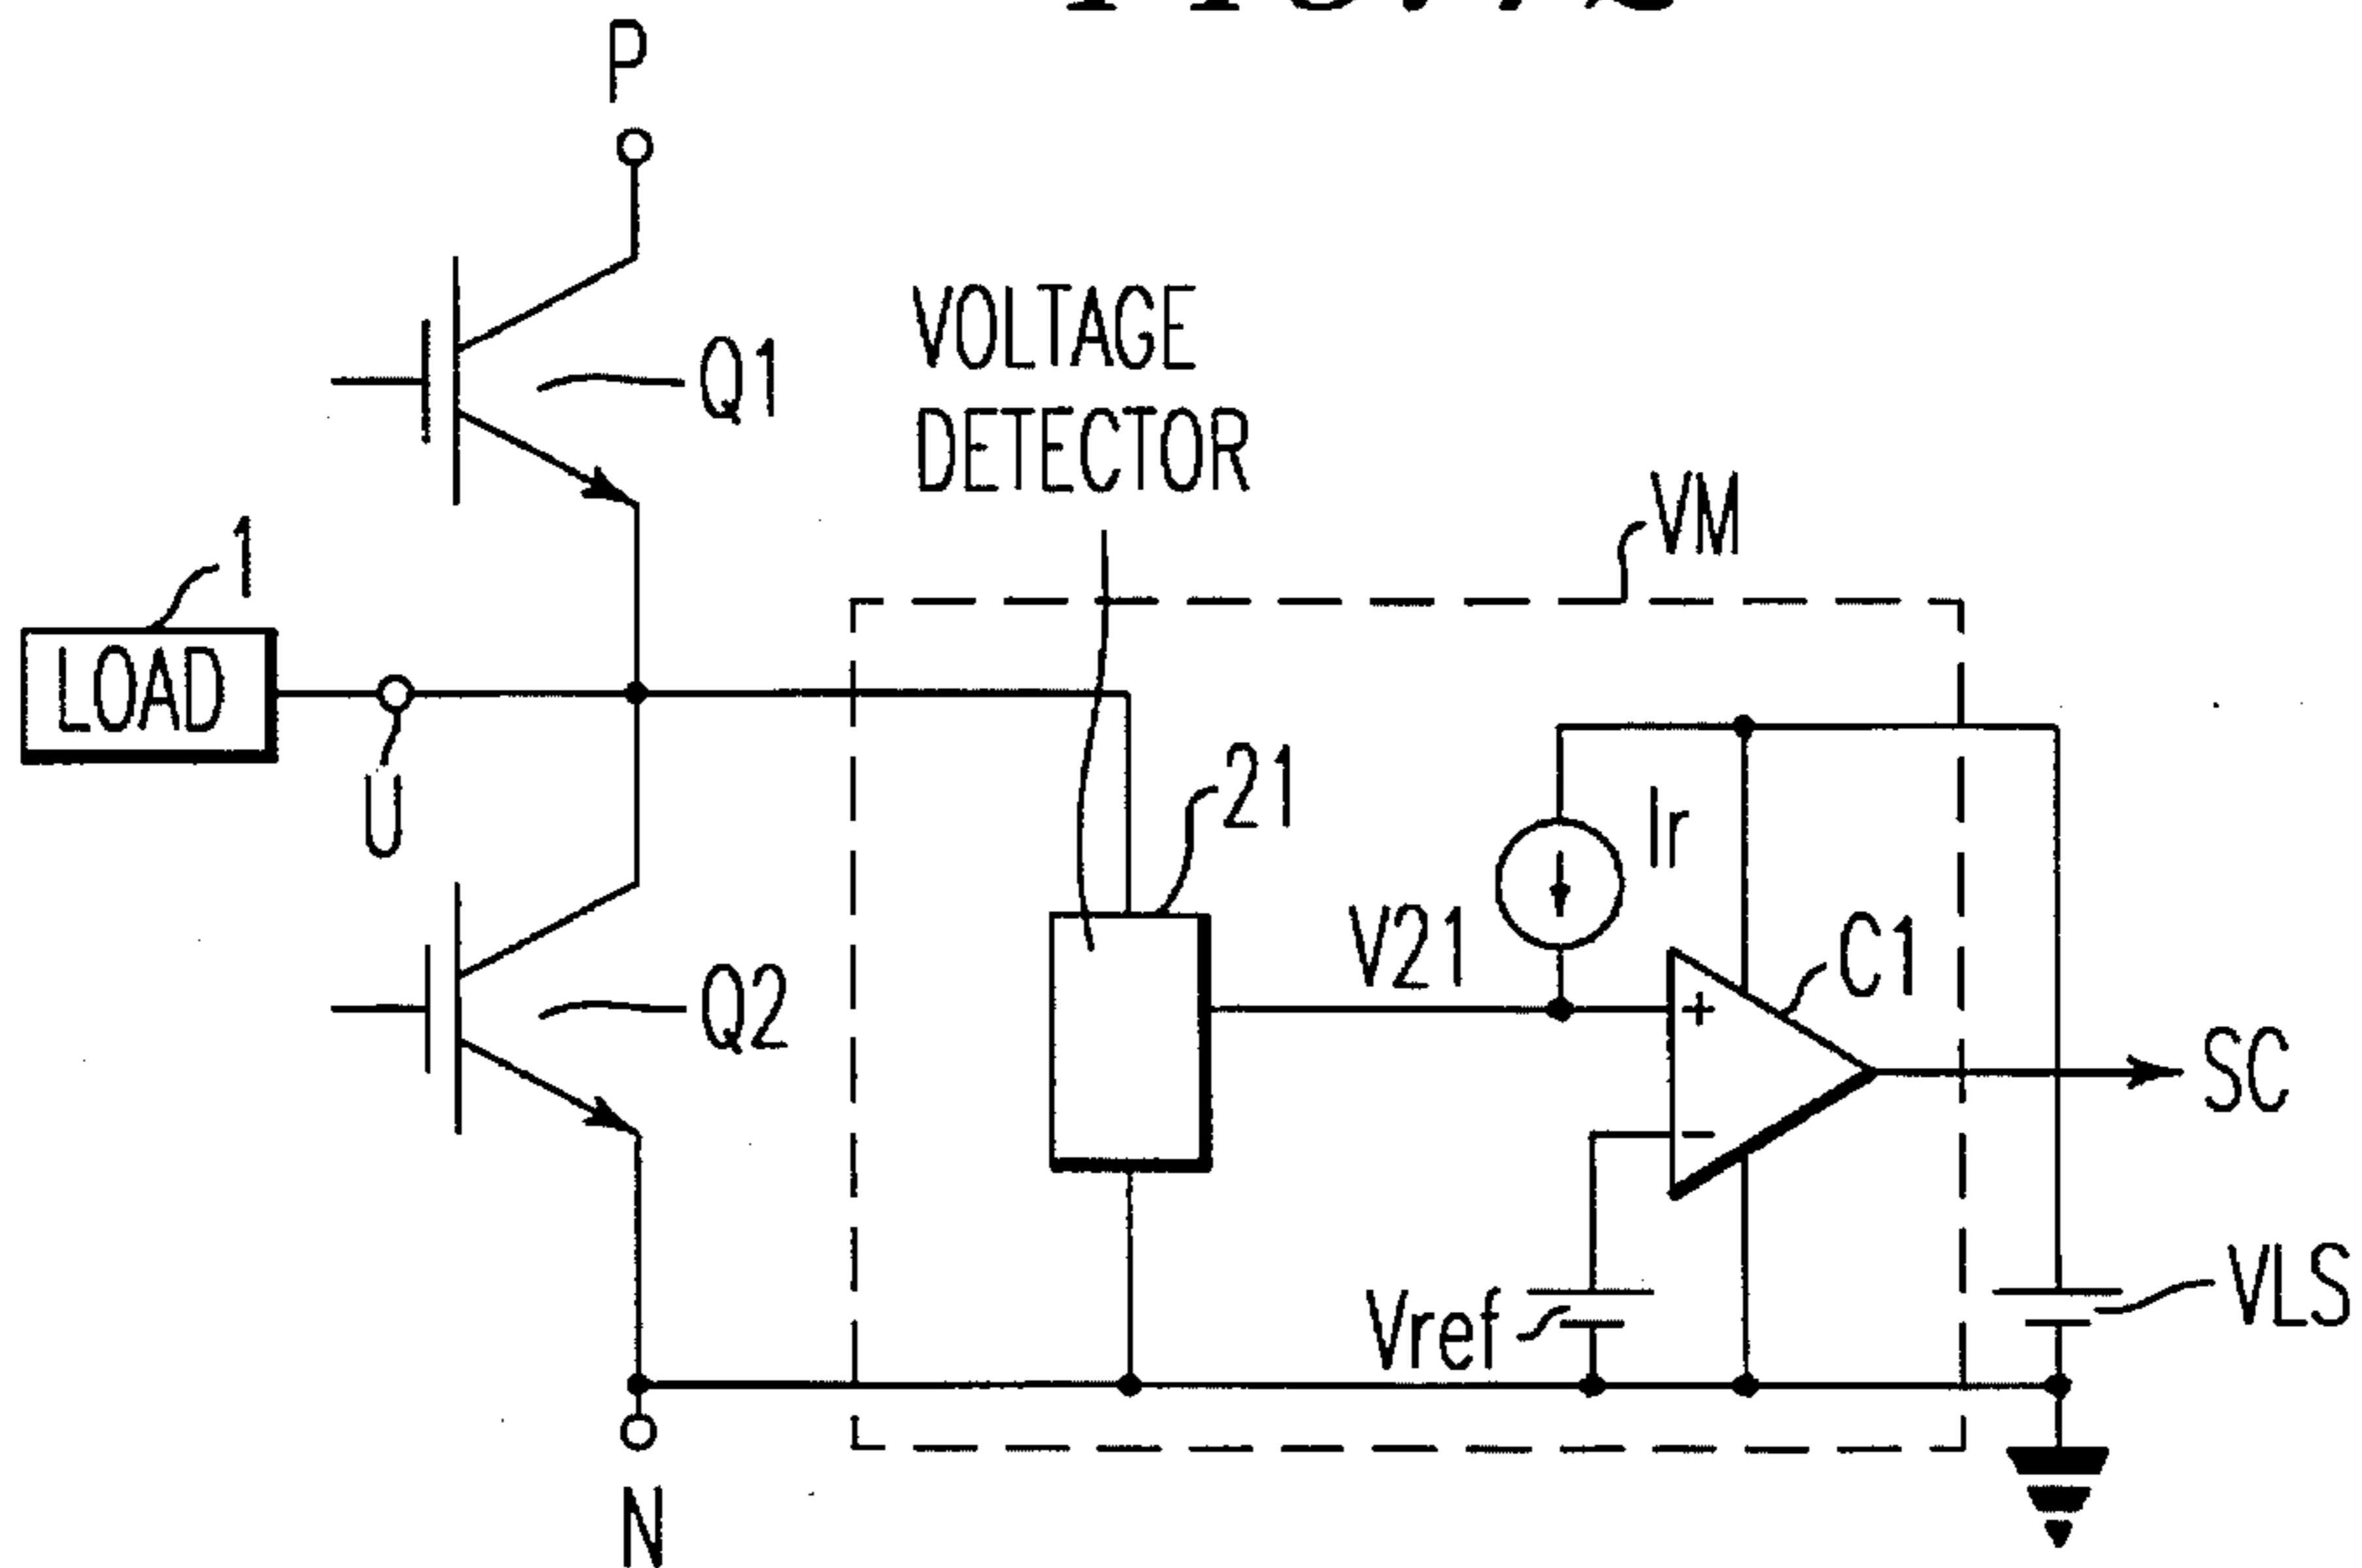 P
Q1
VOLTAGE
DETECTOR
VM
1
LOAD
U
21
Ir
V21
C1
+
Q2
SC
−
Vref
VLS
N